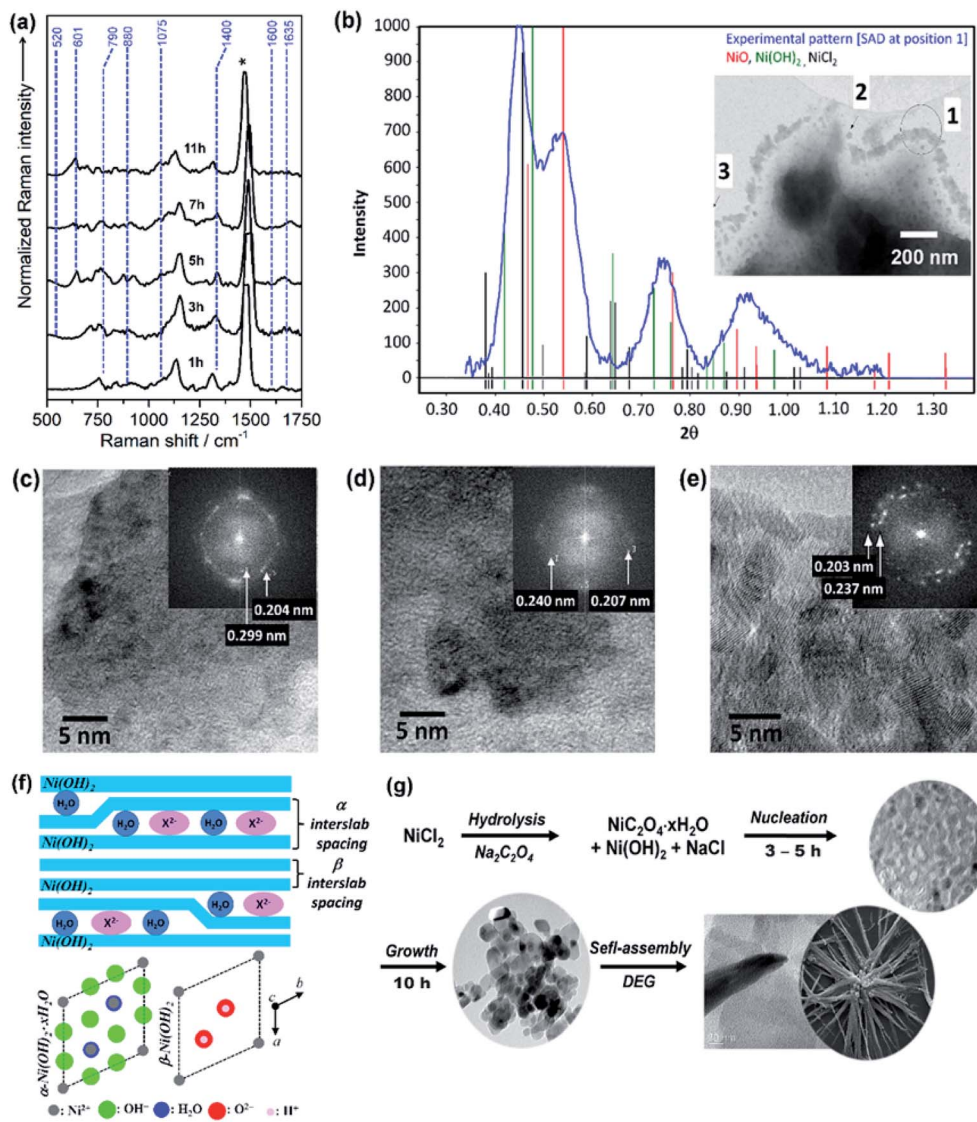 (a)
Normalized Raman intensity
520
601
790
880
1075
1400
1600
1635
*
11h
7h
5h
3h
1h
500 750 1000 1250 1500 1750
Raman shift / cm-1
(b)
Intensity
1000
900
800
700
600
500
400
300
200
100
0
Experimental pattern [SAD at position 1]
NiO, Ni(OH)2, NiCl2
1
2
3
200 nm
0.30 0.40 0.50 0.60 0.70 0.80 0.90 1.00 1.10 1.20 1.30
2θ
(c)
0.204 nm
0.299 nm
5 nm
(d)
0.240 nm
0.207 nm
5 nm
(e)
0.203 nm
0.237 nm
5 nm
(f)
Ni(OH)2
H2O
H2O X2- H2O X2-
Ni(OH)2
α
interslab
spacing
Ni(OH)2
β
interslab
spacing
H2O X2-
H2O X2- H2O
Ni(OH)2
α-Ni(OH)2·xH2O
β-Ni(OH)2
c
b
a
: Ni2+ : OH− : H2O : O2− : H+
(g)
NiCl2
Hydrolysis
Na2C2O4
NiC2O4·xH2O
+ Ni(OH)2 + NaCl
Nucleation
3 – 5 h
Growth
10 h
Sefl-assembly
DEG